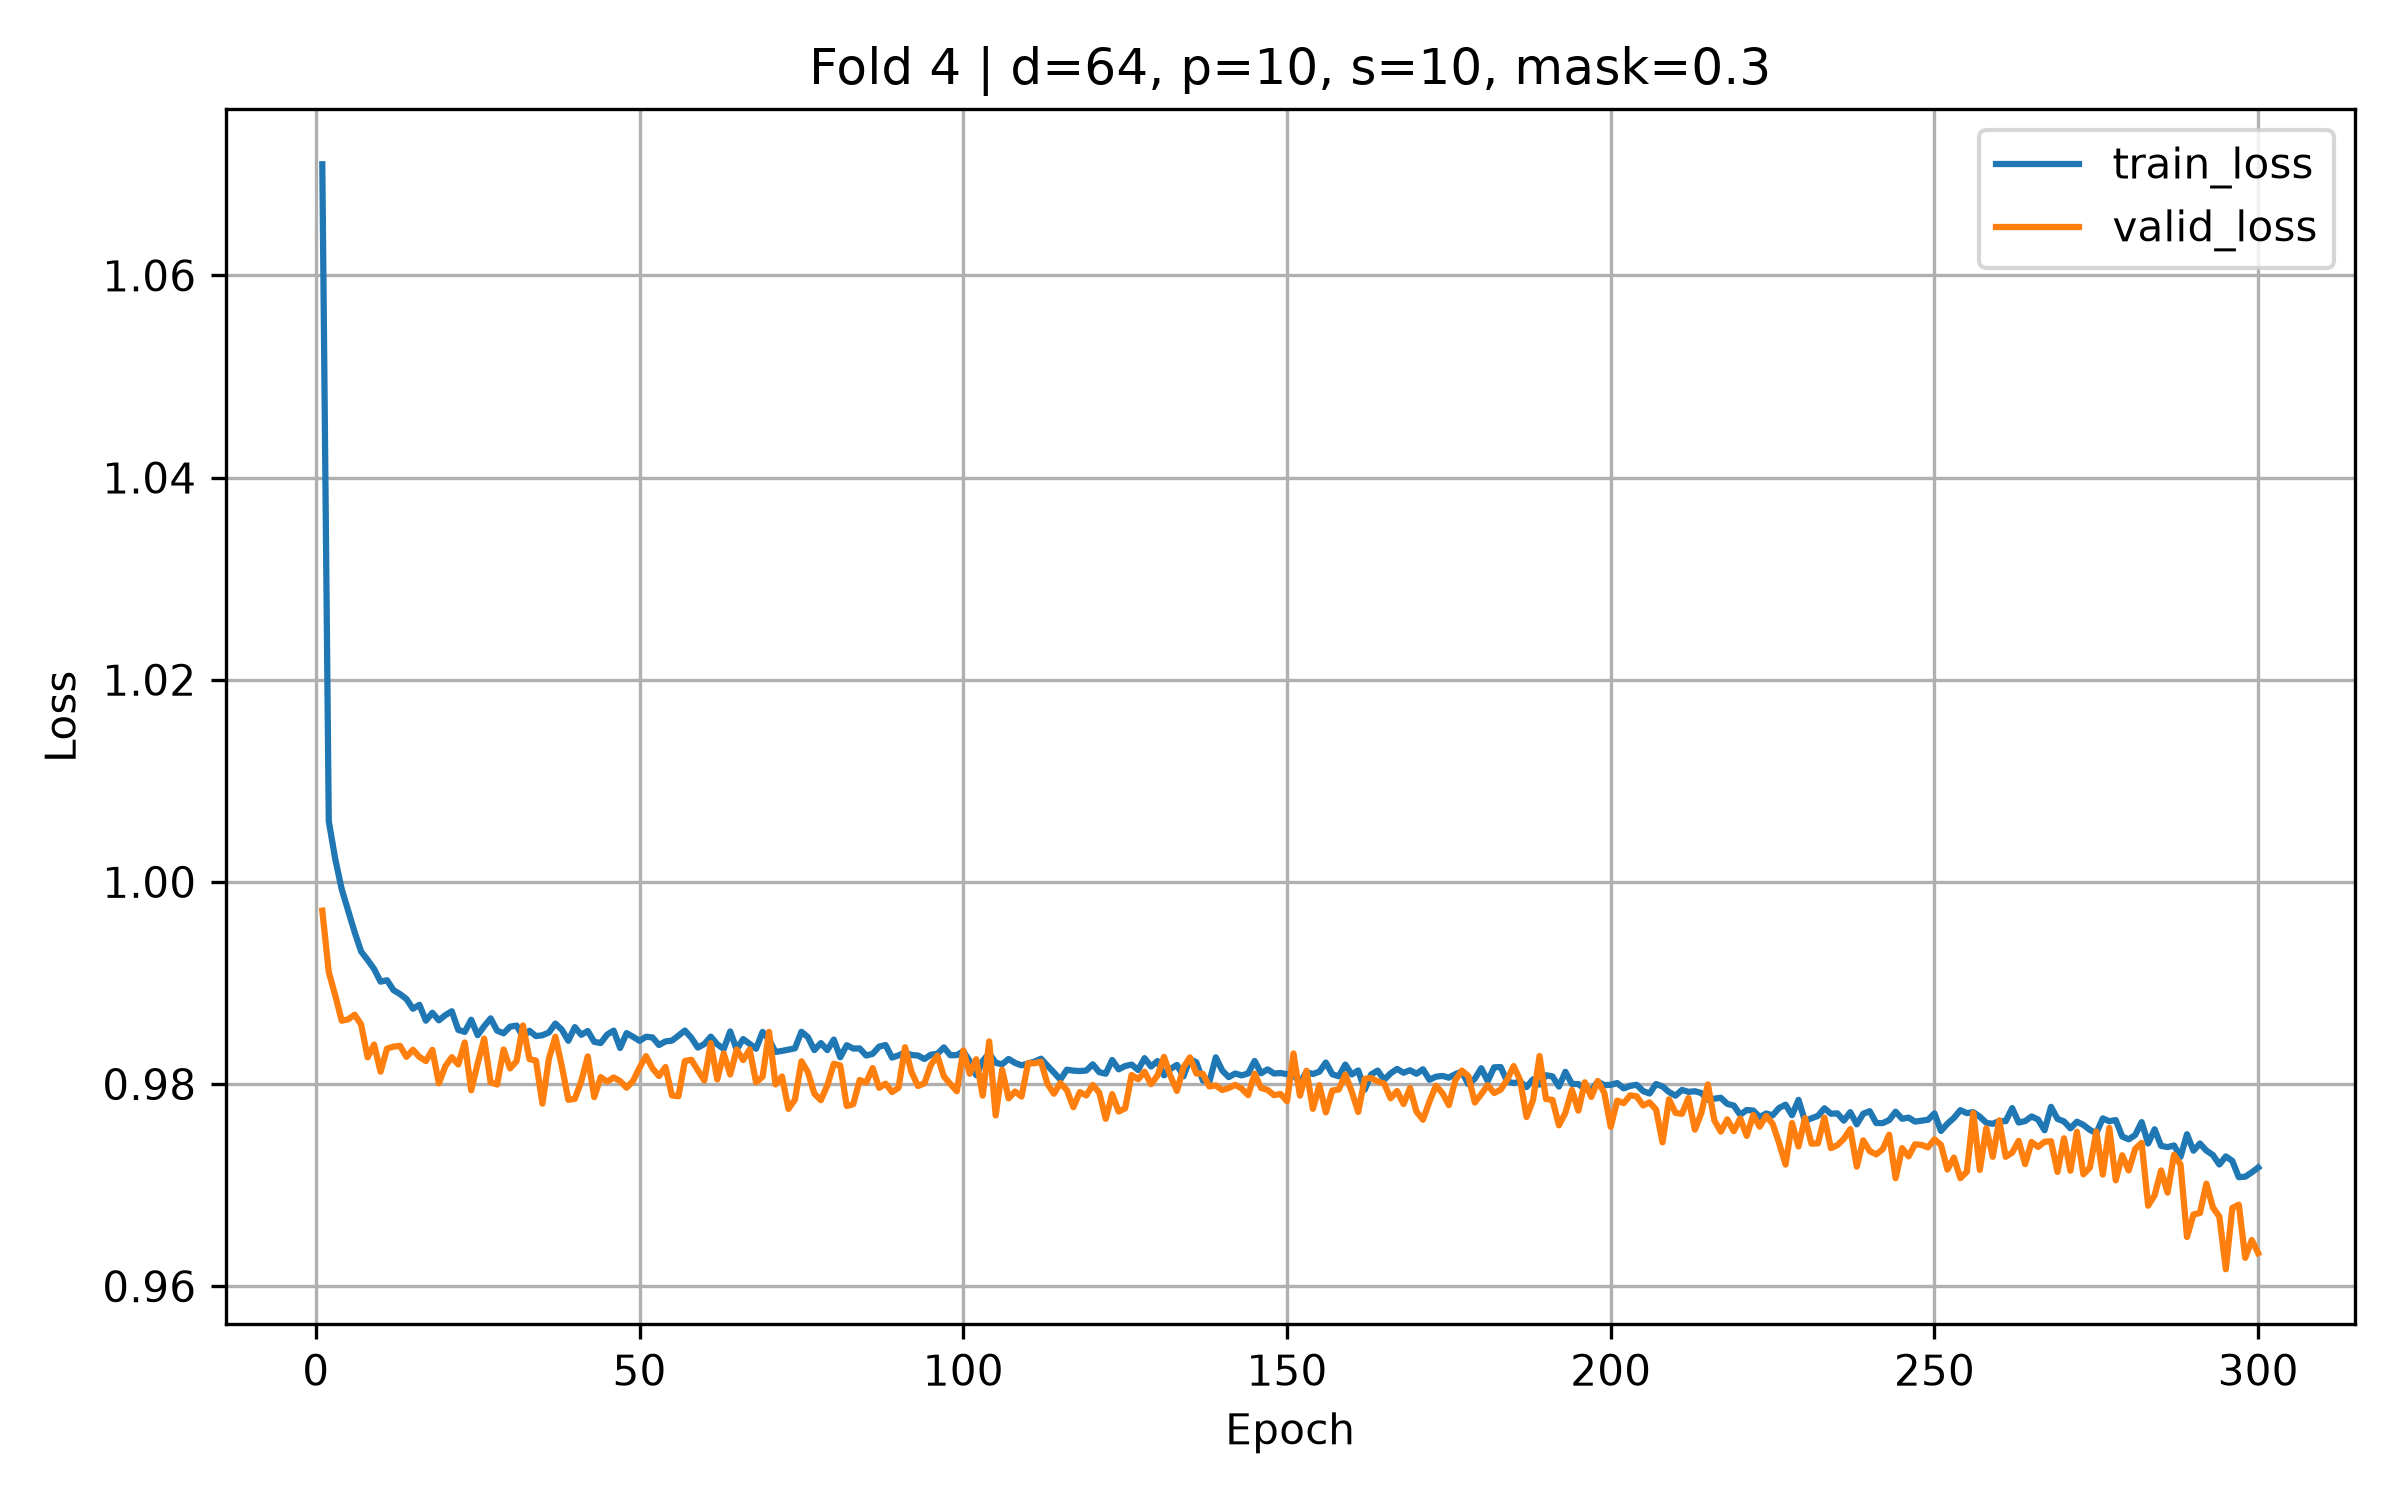 Fold 4 | d=64, p=10, s=10, mask=0.3
train_loss
valid_loss
1.06
1.04
1.02
1.00
0.98
0.96
Loss
0 50 100 150 200 250 300
Epoch